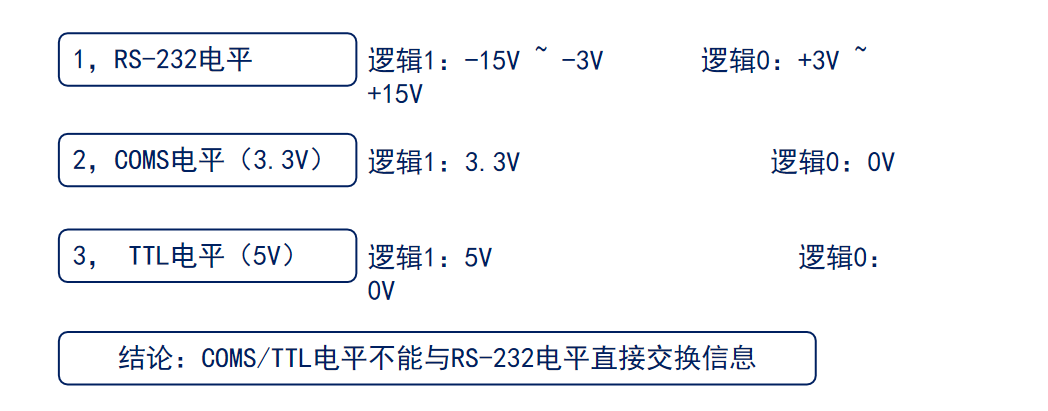 1，RS-232电平 逻辑1：-15V ~ -3V 逻辑0：+3V ~
+15V
2，COMS电平（3.3V） 逻辑1：3.3V 逻辑0：0V
3， TTL电平（5V） 逻辑1：5V 逻辑0：
0V
结论：COMS/TTL电平不能与RS-232电平直接交换信息